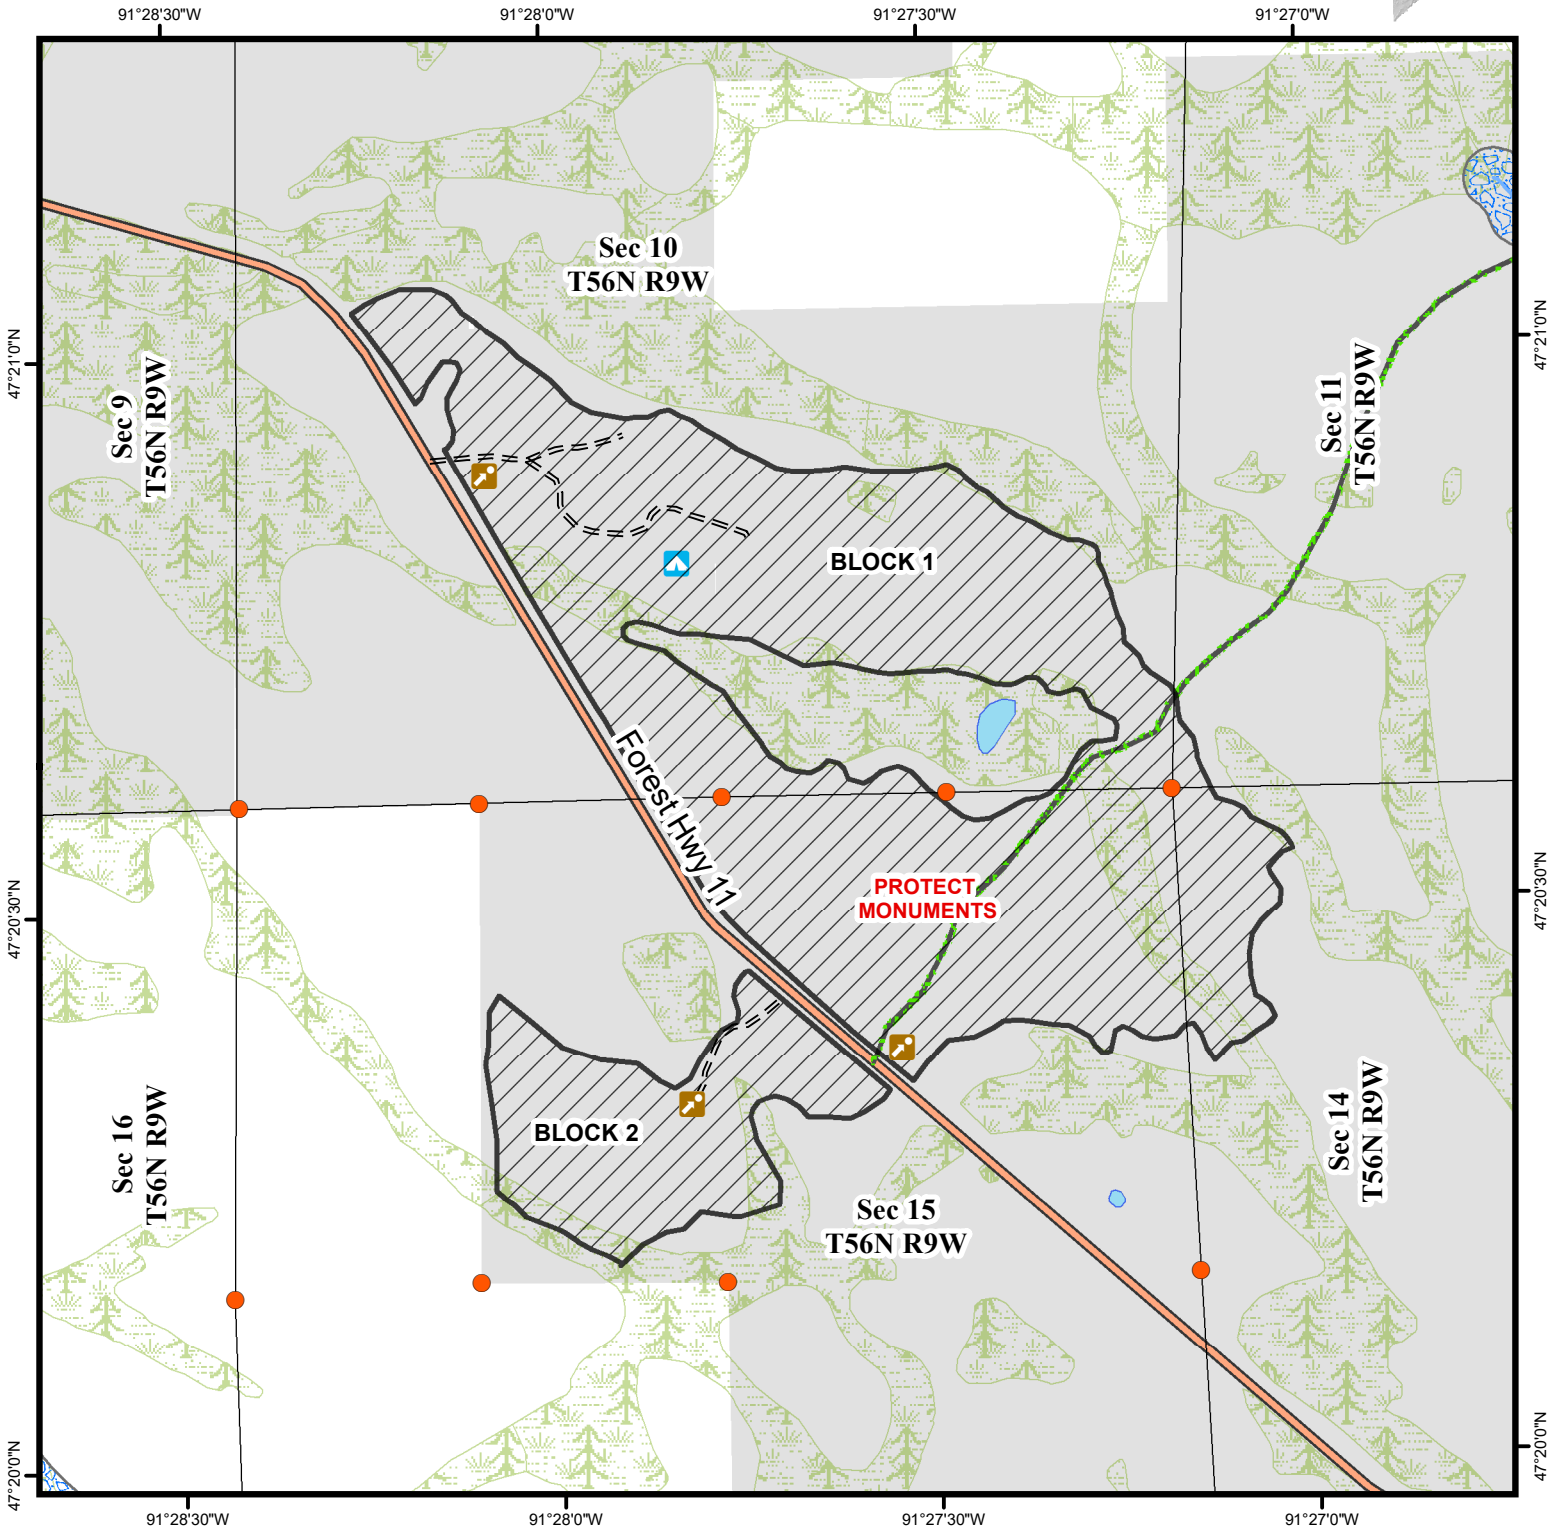 91°28'30"W
91°28'0"W
91°27'30"W
91°27'0"W
Sec 10
T56N R9W
47°21'0"N
47°21'0"N
Sec 9
T56N R9W
Sec 11
T56N R9W
BLOCK 1
Forest Hwy 11
PROTECT
MONUMENTS
47°20'30"N
47°20'30"N
BLOCK 2
Sec 16
T56N R9W
Sec 14
T56N R9W
Sec 15
T56N R9W
47°20'0"N
47°20'0"N
91°28'30"W
91°28'0"W
91°27'30"W
91°27'0"W